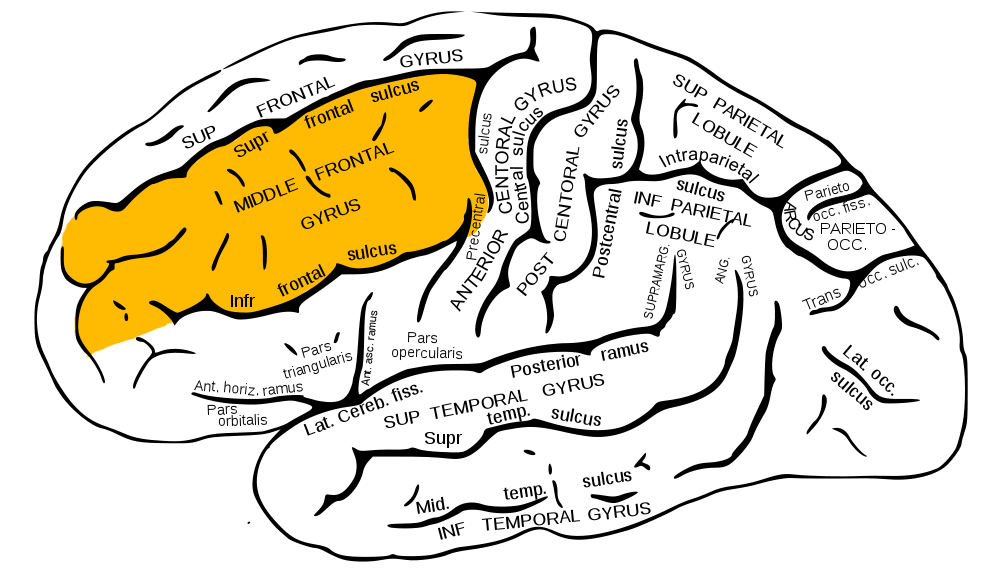 SUP FRONTAL GYRUS
Supr frontal sulcus
MIDDLE FRONTAL
GYRUS
Infr frontal sulcus
Precentral sulcus
ANTERIOR CENTORAL GYRUS
Central sulcus
POST CENTORAL GYRUS
Postcentral sulcus
SUP PARIETAL
LOBULE
Intraparietal
sulcus
INF PARIETAL
LOBULE
SUPRAMARG.
GYRUS
ANG.
GYRUS
ARCUS
Parieto
occ. fiss.
PARIETO -
OCC.
Trans occ. sulc.
Lat. occ.
sulcus
Pars
triangularis
Ant. asc. ramus
Pars
opercularis
Ant. horiz. ramus
Pars
orbitalis
Lat. Cereb. fiss.
Posterior ramus
SUP TEMPORAL GYRUS
Supr temp. sulcus
Mid. temp. sulcus
INF TEMPORAL GYRUS